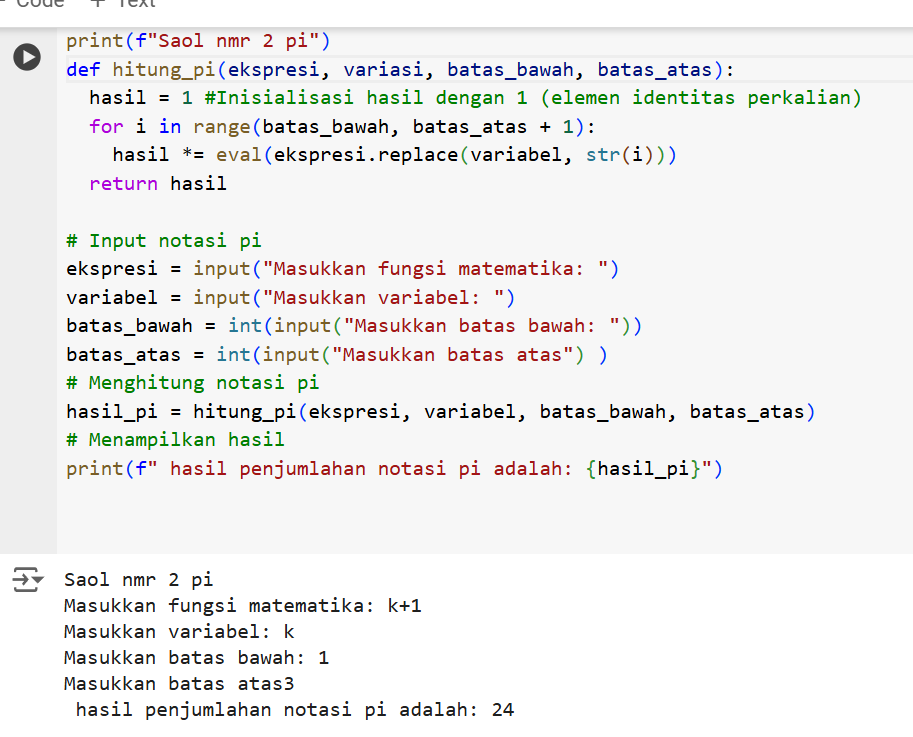 Code + Text
print(f"Saol nmr 2 pi")
def hitung_pi(ekspresi, variasi, batas_bawah, batas_atas):
  hasil = 1 #Inisialisasi hasil dengan 1 (elemen identitas perkalian)
  for i in range(batas_bawah, batas_atas + 1):
    hasil *= eval(ekspresi.replace(variabel, str(i)))
  return hasil

# Input notasi pi
ekspresi = input("Masukkan fungsi matematika: ")
variabel = input("Masukkan variabel: ")
batas_bawah = int(input("Masukkan batas bawah: "))
batas_atas = int(input("Masukkan batas atas") )
# Menghitung notasi pi
hasil_pi = hitung_pi(ekspresi, variabel, batas_bawah, batas_atas)
# Menampilkan hasil
print(f" hasil penjumlahan notasi pi adalah: {hasil_pi}")
Saol nmr 2 pi
Masukkan fungsi matematika: k+1
Masukkan variabel: k
Masukkan batas bawah: 1
Masukkan batas atas3
 hasil penjumlahan notasi pi adalah: 24